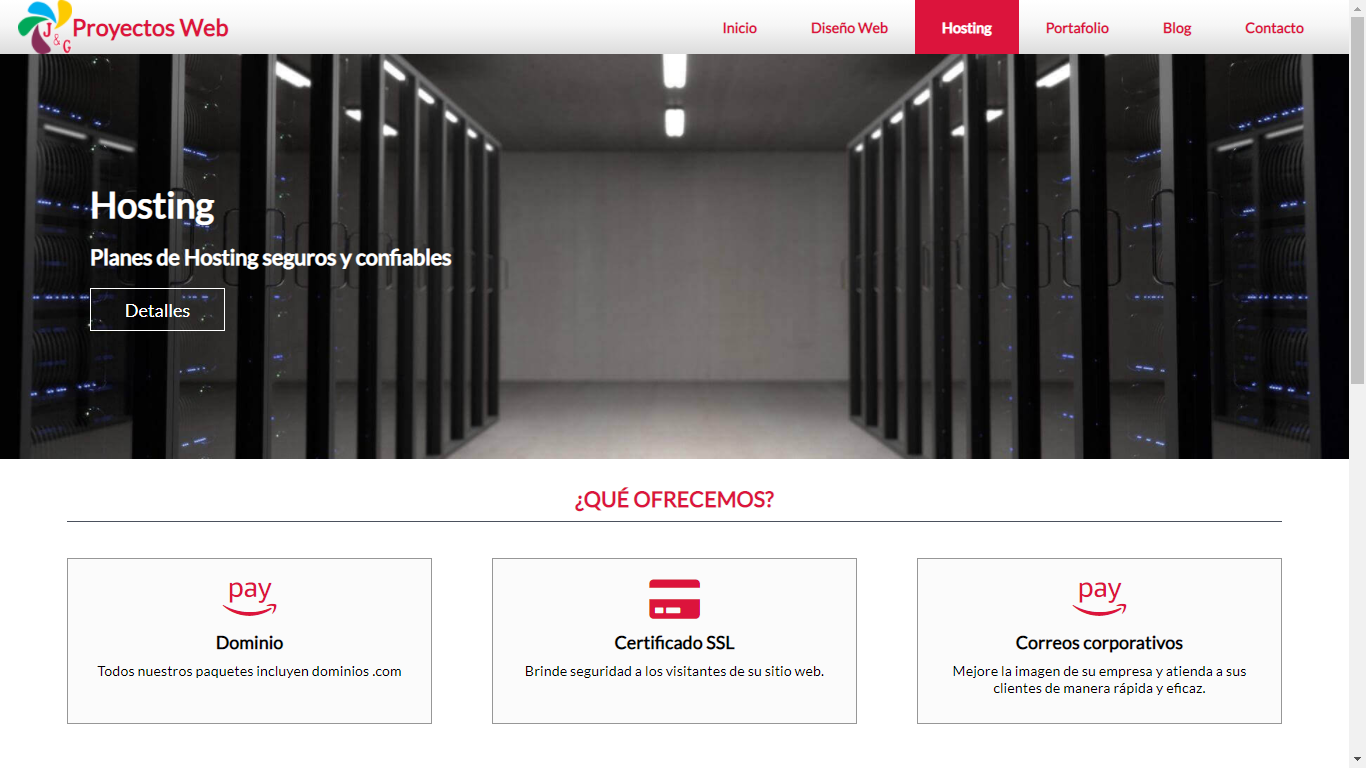 J&G
Proyectos Web
Inicio
Diseño Web
Hosting
Portafolio
Blog
Contacto
Hosting
Planes de Hosting seguros y confiables
Detalles
¿QUÉ OFRECEMOS?
pay
Dominio
Todos nuestros paquetes incluyen dominios .com
Certificado SSL
Brinde seguridad a los visitantes de su sitio web.
pay
Correos corporativos
Mejore la imagen de su empresa y atienda a sus
clientes de manera rápida y eficaz.